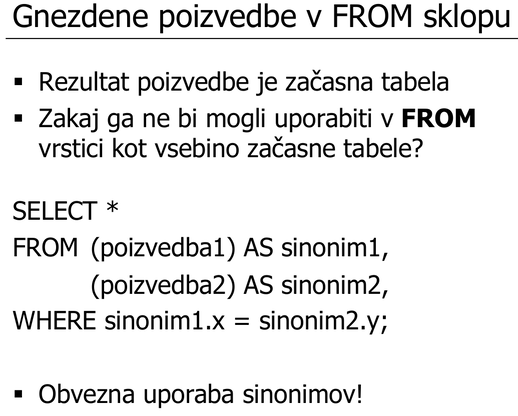 Gnezdene poizvedbe v FROM sklopu
▪ Rezultat poizvedbe je začasna tabela
▪ Zakaj ga ne bi mogli uporabiti v FROM
vrstici kot vsebino začasne tabele?
SELECT *
FROM (poizvedba1) AS sinonim1,
(poizvedba2) AS sinonim2,
WHERE sinonim1.x = sinonim2.y;
▪ Obvezna uporaba sinonimov!